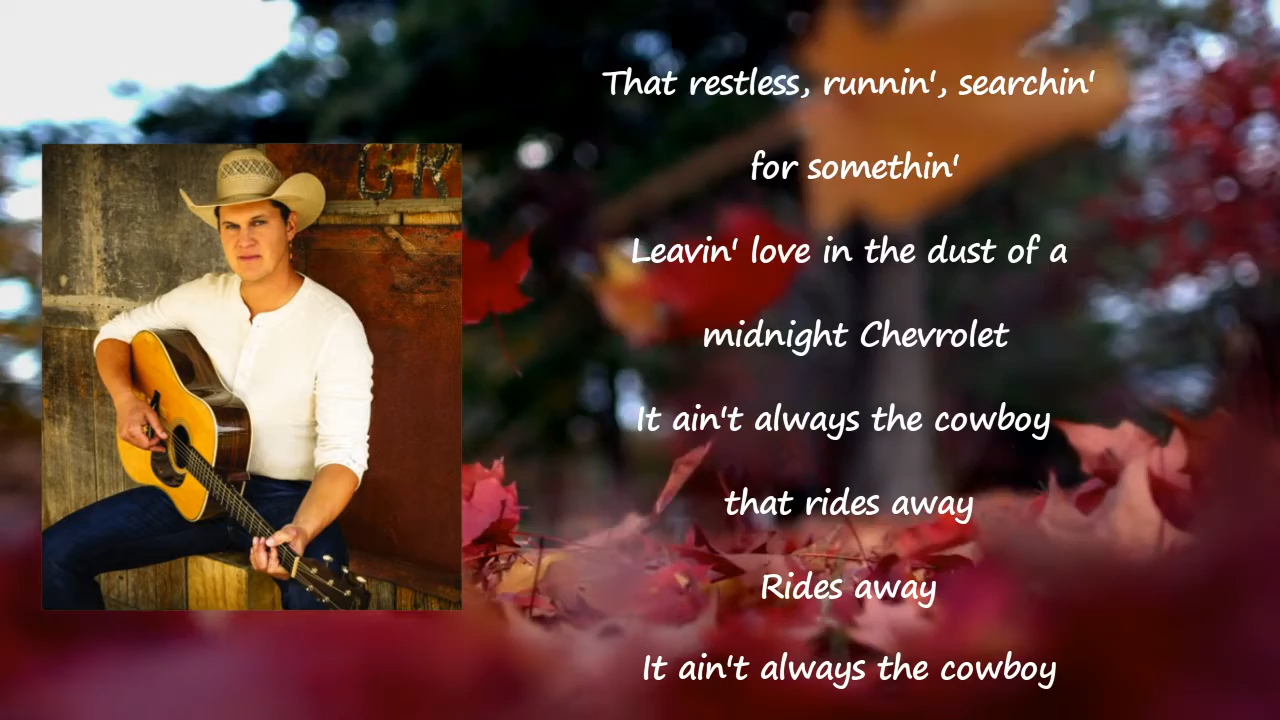 GR
That restless, runnin', searchin'
for somethin'
Leavin' love in the dust of a
midnight Chevrolet
It ain't always the cowboy
that rides away
Rides away
It ain't always the cowboy